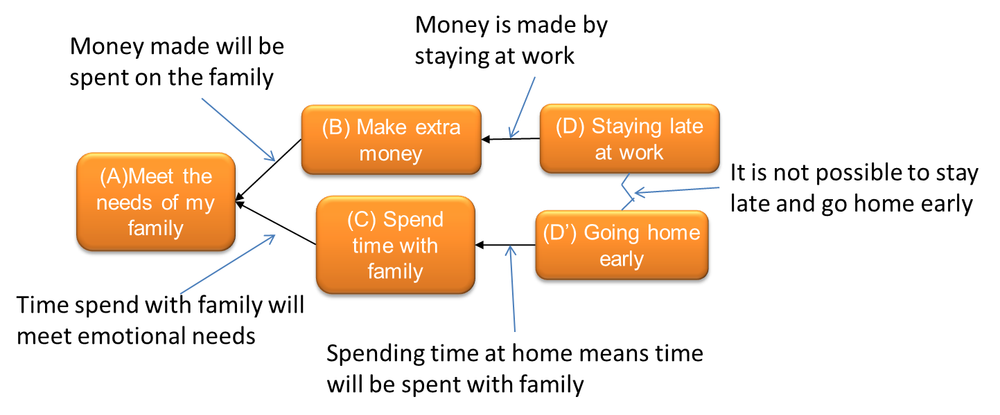 Money is made by
staying at work
Money made will be
spent on the family
(B) Make extra
money
(D) Staying late
at work
(A)Meet the
needs of my
family
It is not possible to stay
late and go home early
(C) Spend
time with
family
(D’) Going home
early
Time spend with family will
meet emotional needs
Spending time at home means time
will be spent with family